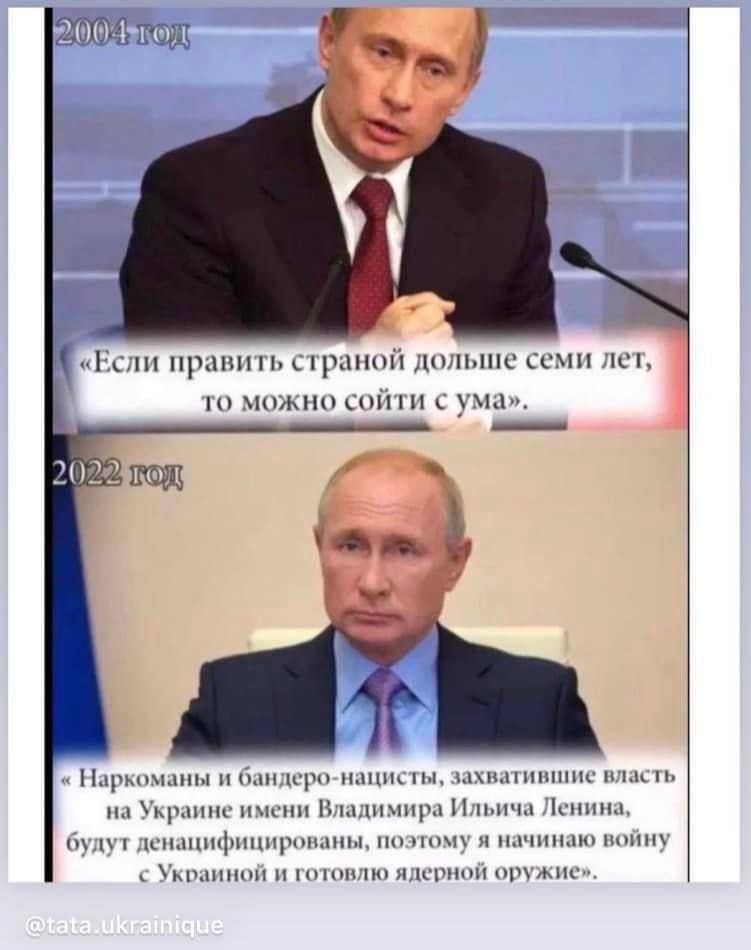 2004 год
«Если править страной дольше семи лет,
то можно сойти с ума».
2022 год
« Наркоманы и бандеро-нацисты, захватившие власть
на Украине имени Владимира Ильича Ленина,
будут денацифицированы, поэтому я начинаю войну
с Украиной и готовлю ядерной оружие».
@tata.ukrainique